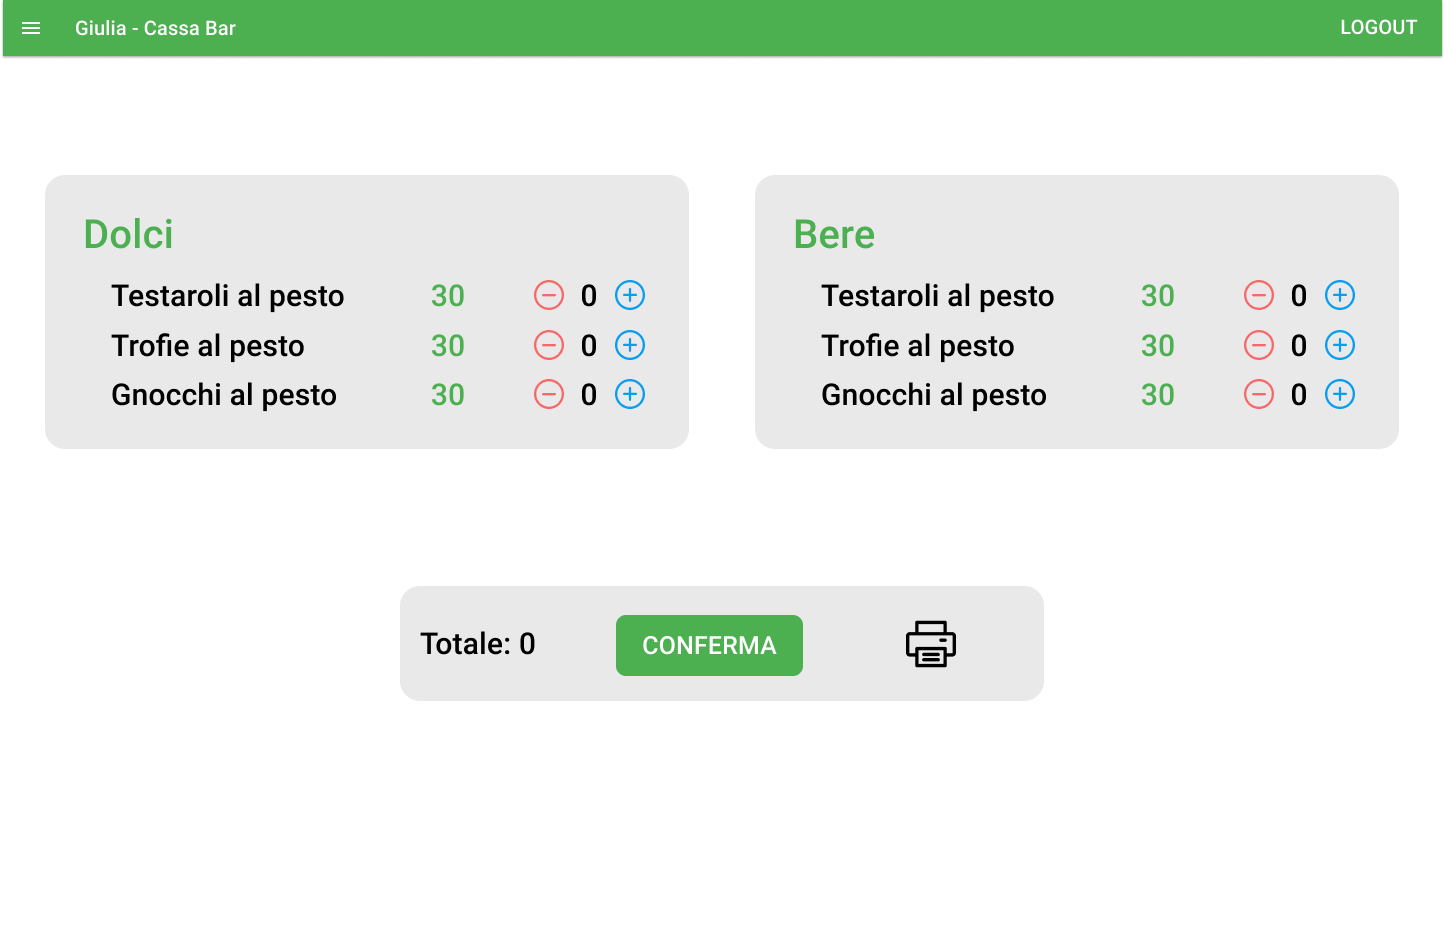 Giulia - Cassa Bar
LOGOUT
Dolci
Testaroli al pesto 30 0
Trofie al pesto 30 0
Gnocchi al pesto 30 0
Bere
Testaroli al pesto 30 0
Trofie al pesto 30 0
Gnocchi al pesto 30 0
Totale: 0
CONFERMA